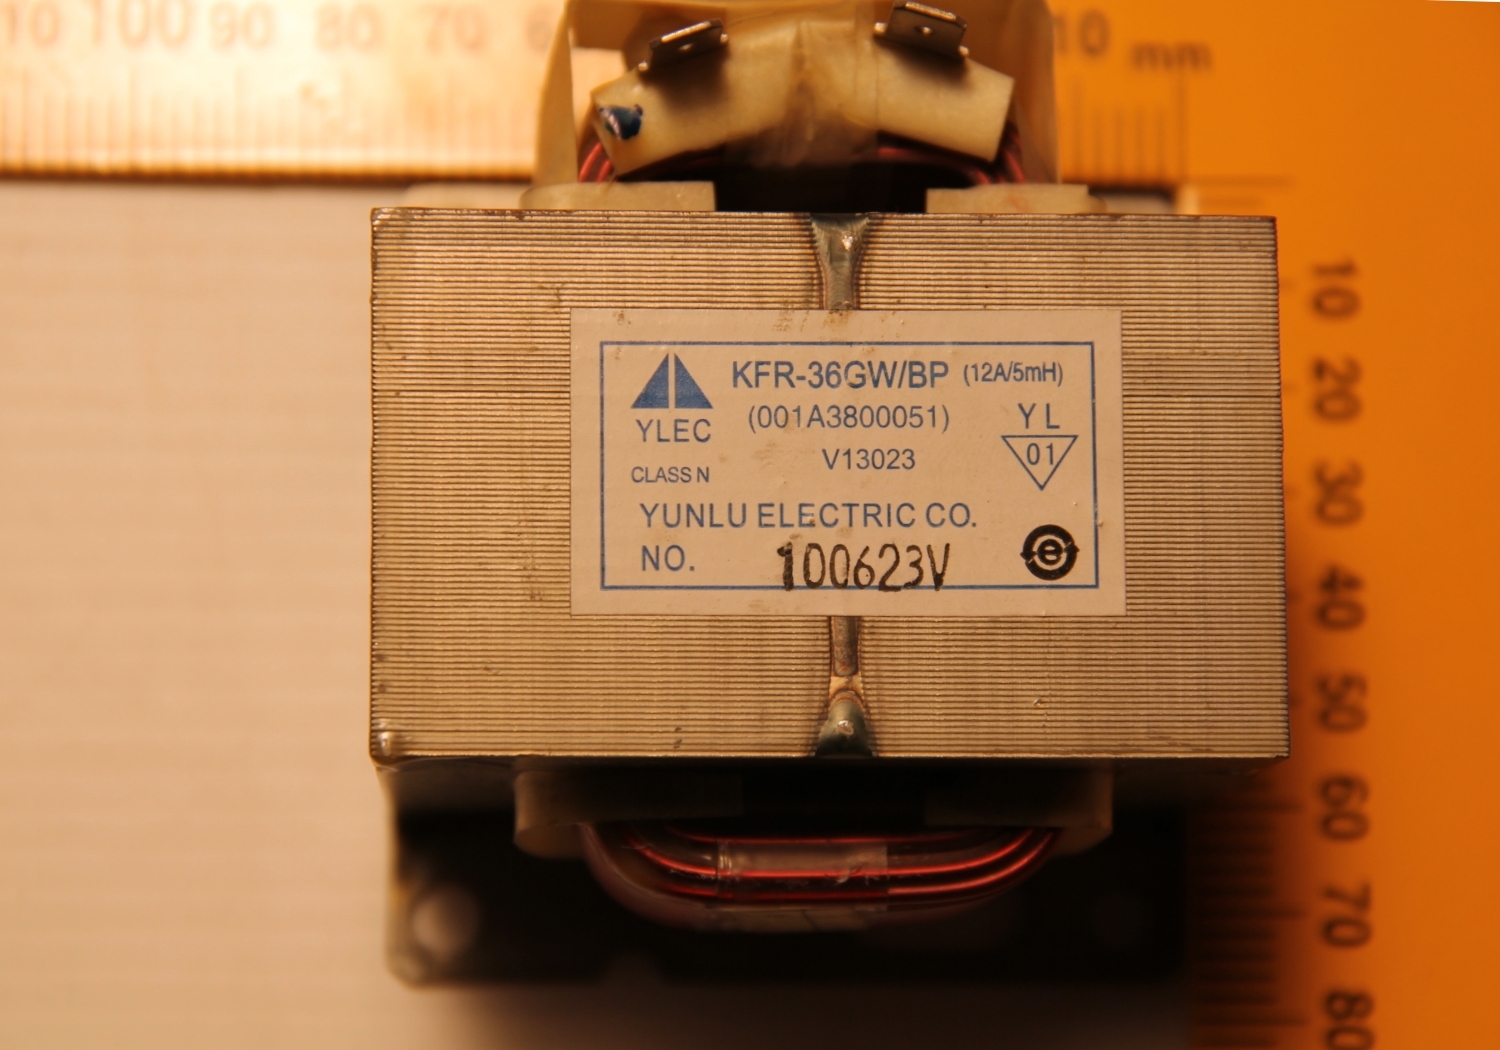 10 100 90 80 70 10 mm
KFR-36GW/BP (12A/5mH)
(001A3800051)
YL
YLEC
01
V13023
CLASS N
YUNLU ELECTRIC CO.
NO. 100623V
e
10
20
30
40
50
60
70
80